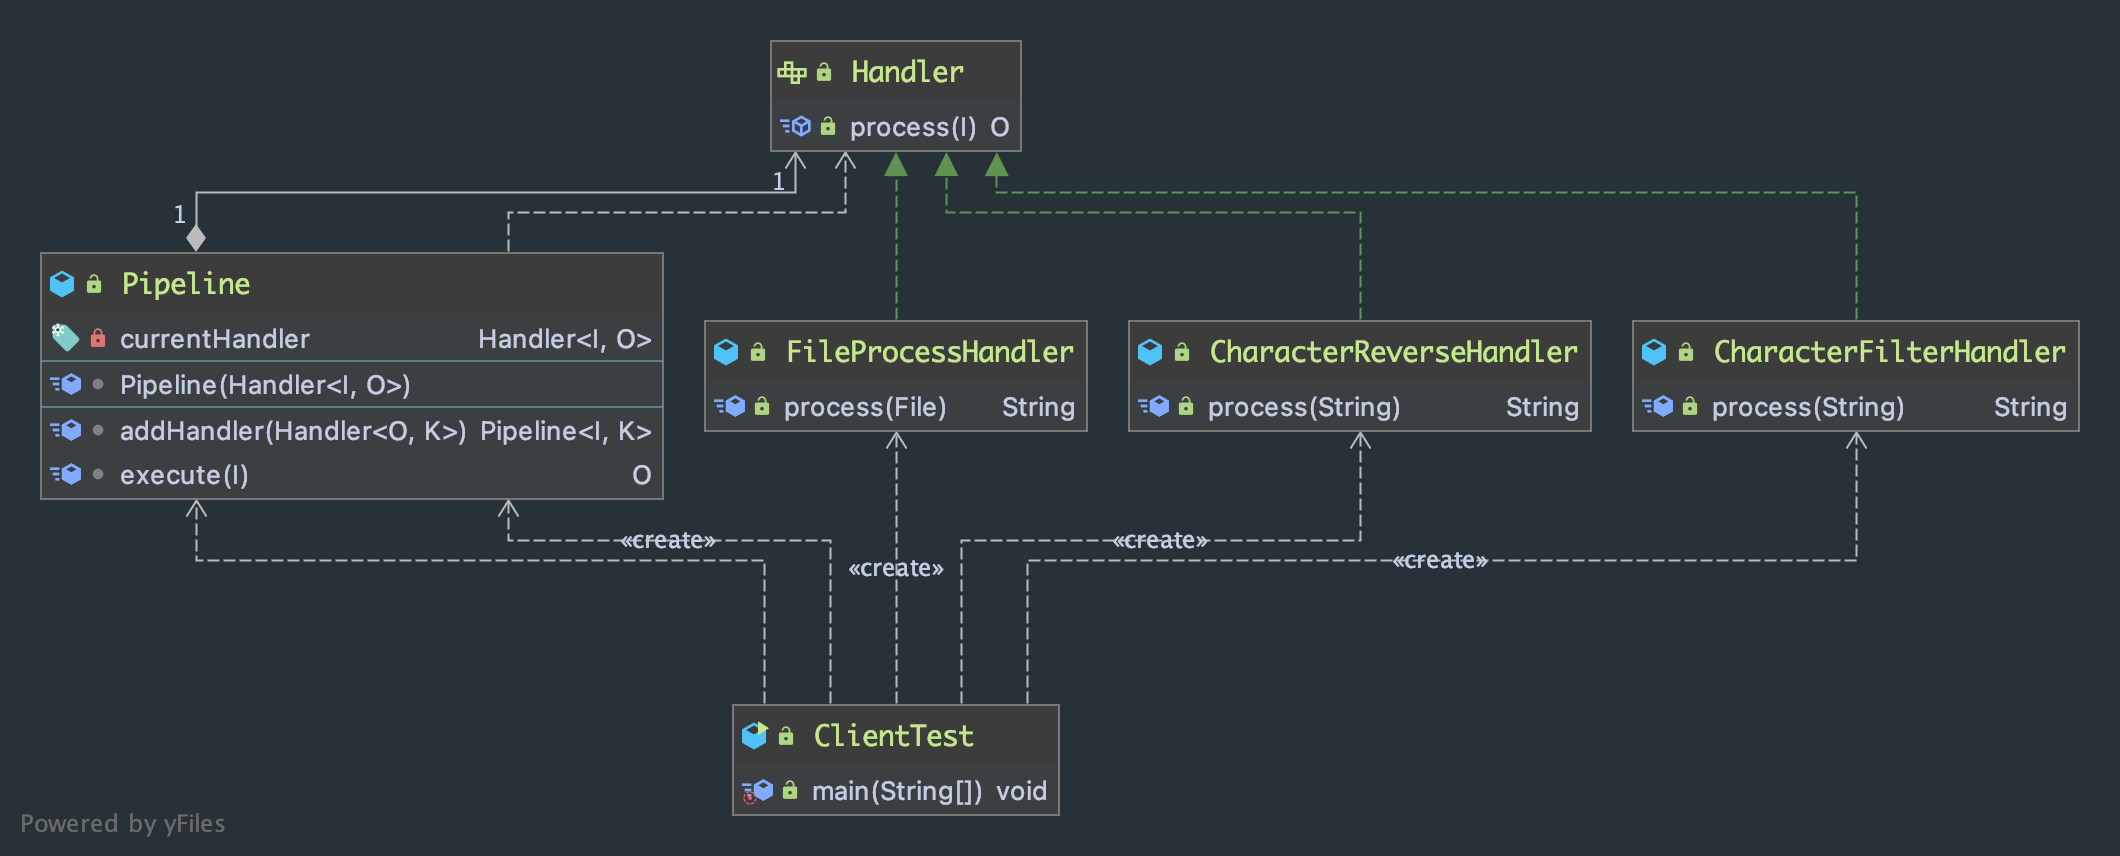 Handler
process(I) O
1
1
Pipeline
currentHandler Handler<I, O>
Pipeline(Handler<I, O>)
addHandler(Handler<O, K>) Pipeline<I, K>
execute(I) O
FileProcessHandler
process(File) String
CharacterReverseHandler
process(String) String
CharacterFilterHandler
process(String) String
«create»
«create»
«create»
«create»
ClientTest
main(String[]) void
Powered by yFiles